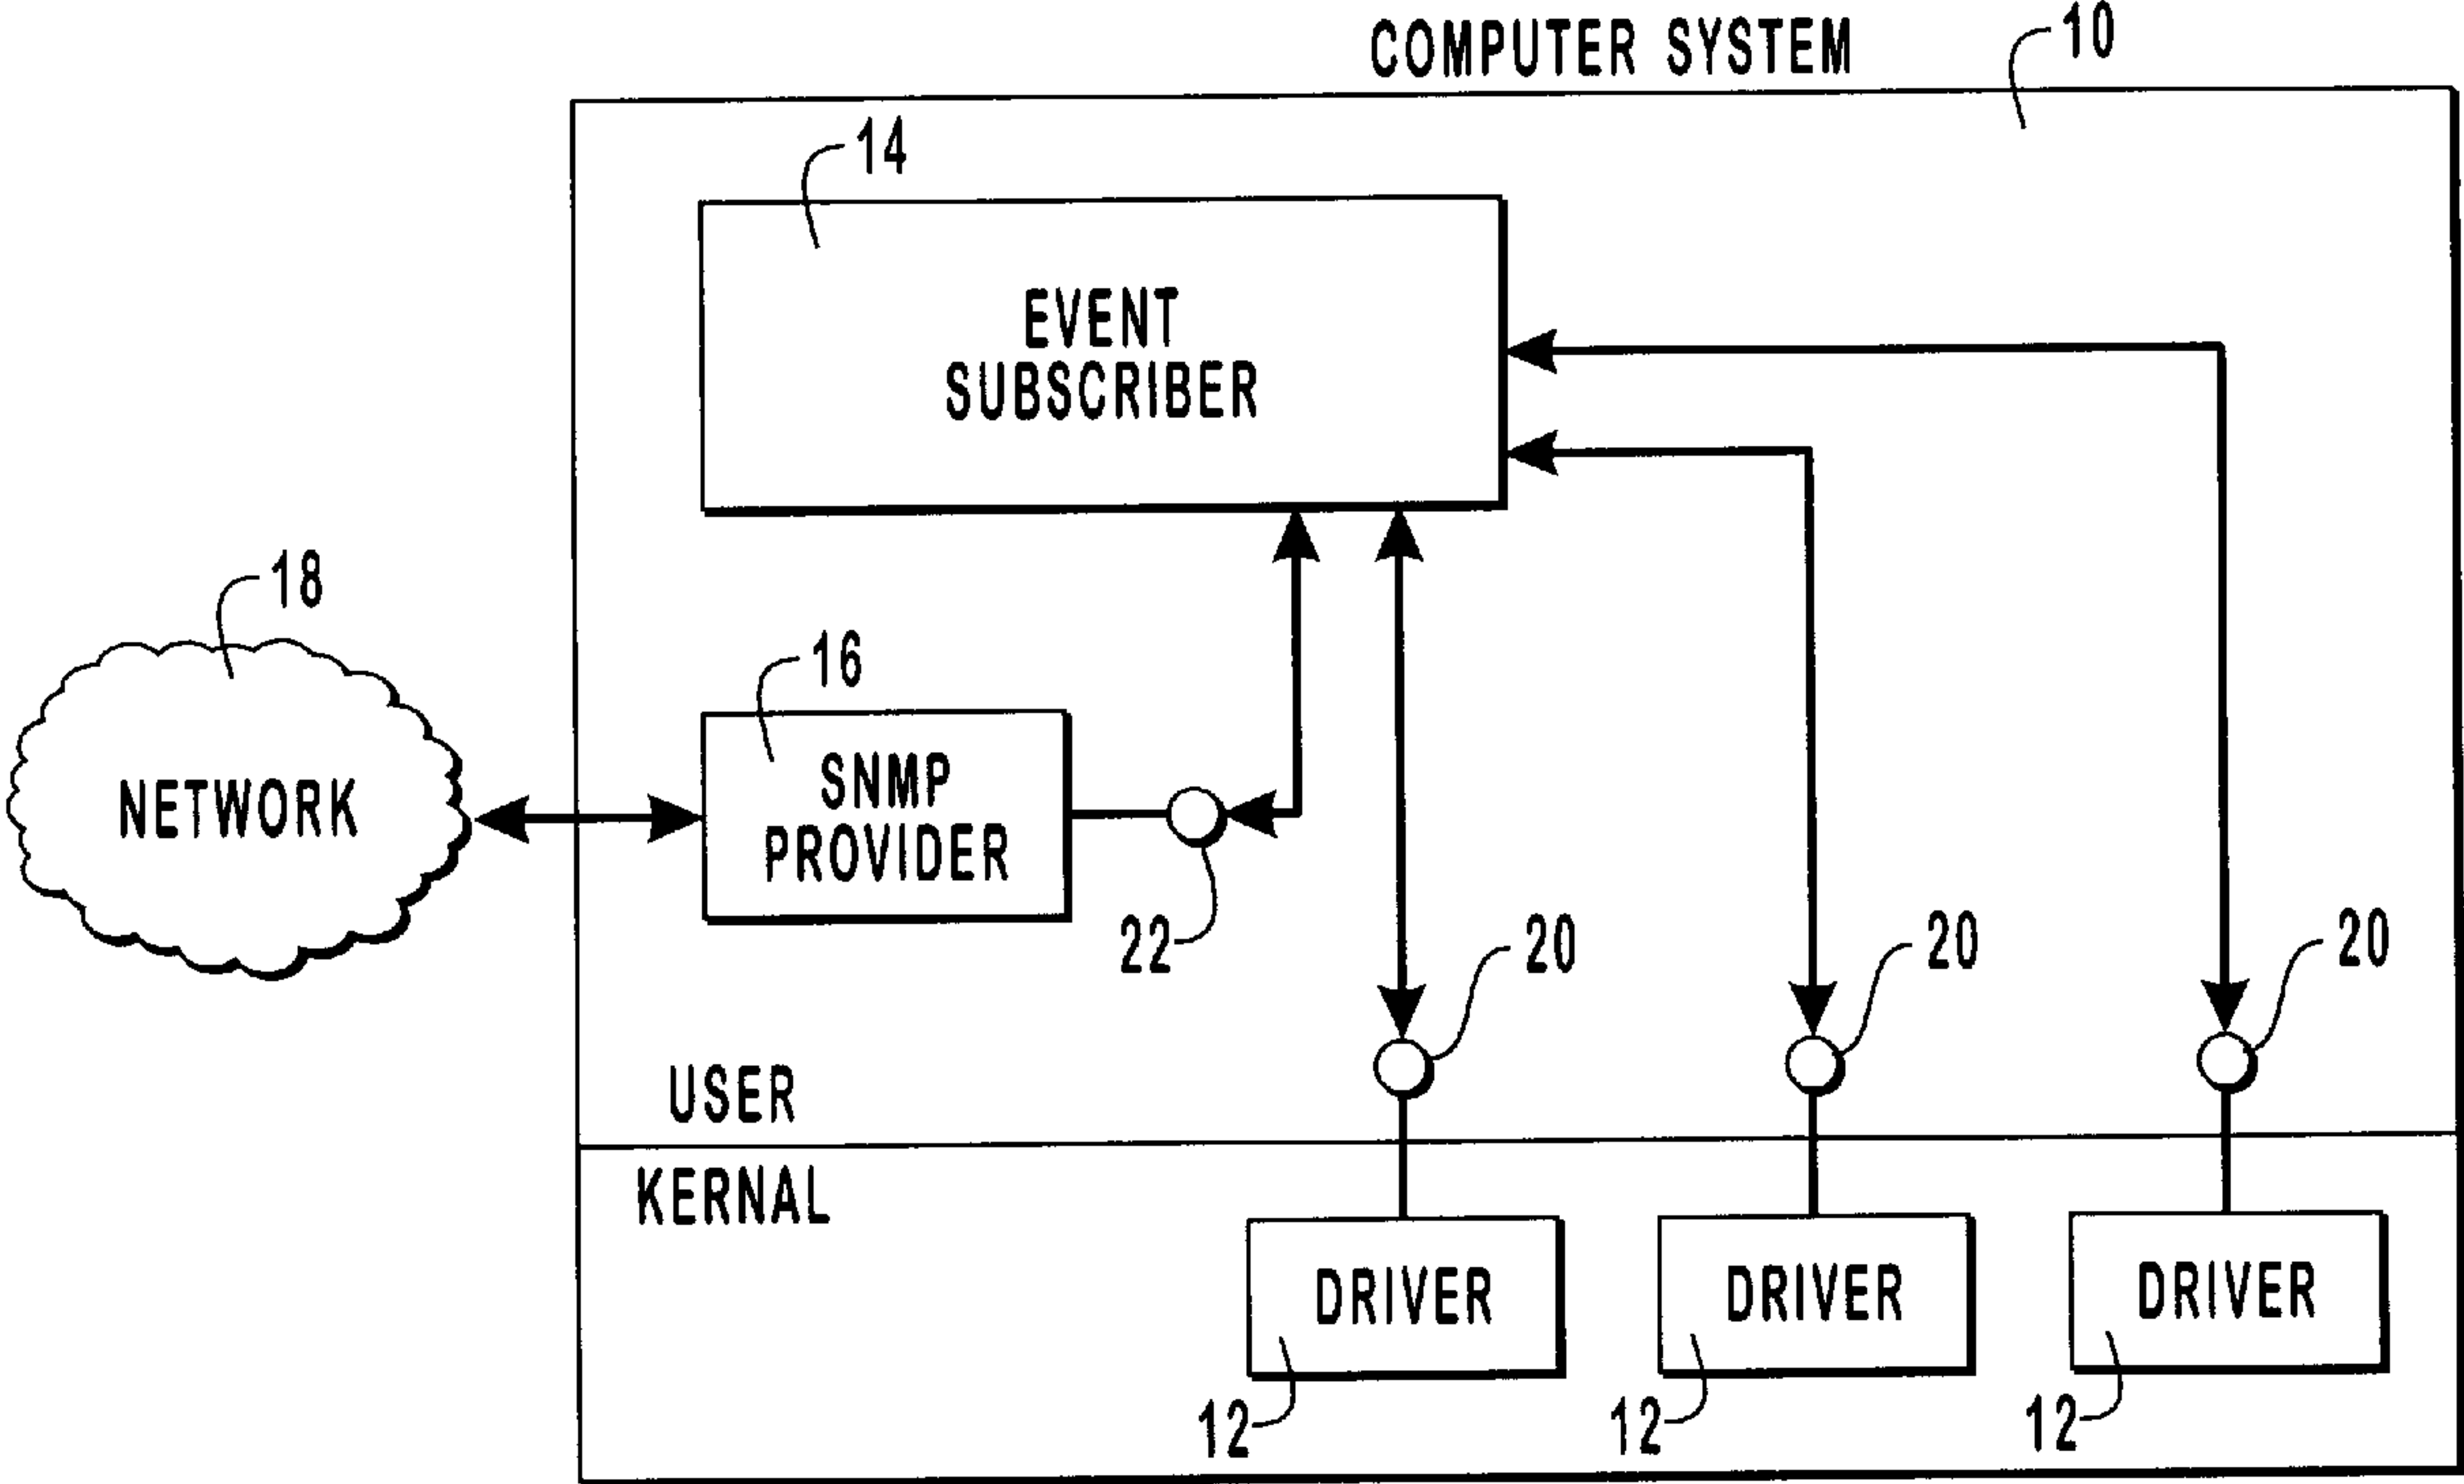 COMPUTER SYSTEM
10
14
EVENT
SUBSCRIBER
18
NETWORK
16
SNMP
PROVIDER
22
20
20
20
USER
KERNAL
DRIVER
DRIVER
DRIVER
12
12
12